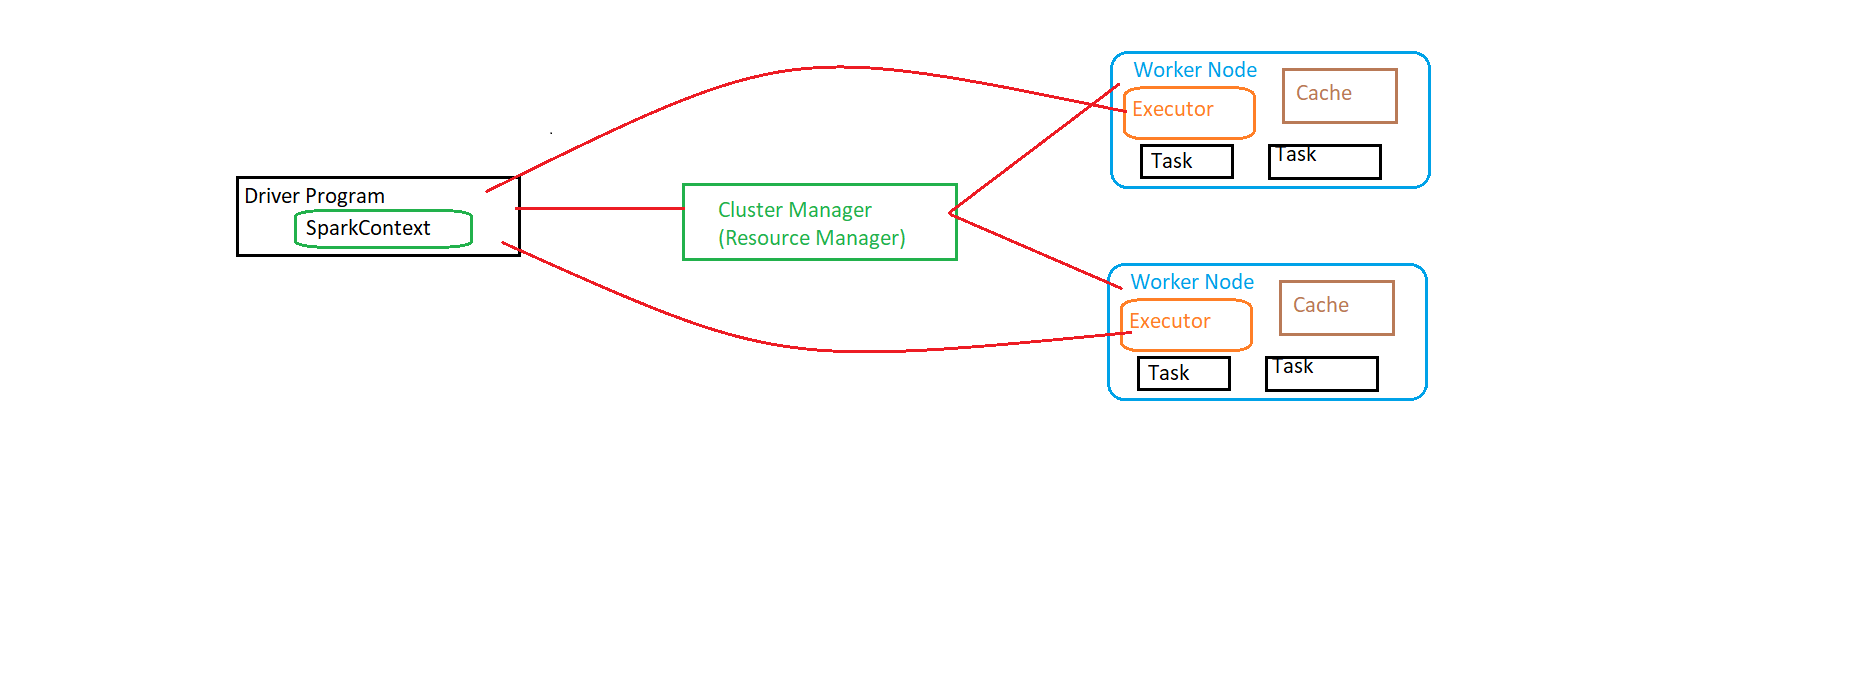 Driver Program
SparkContext
Cluster Manager
(Resource Manager)
Worker Node
Cache
Executor
Task
Task
Worker Node
Cache
Executor
Task
Task